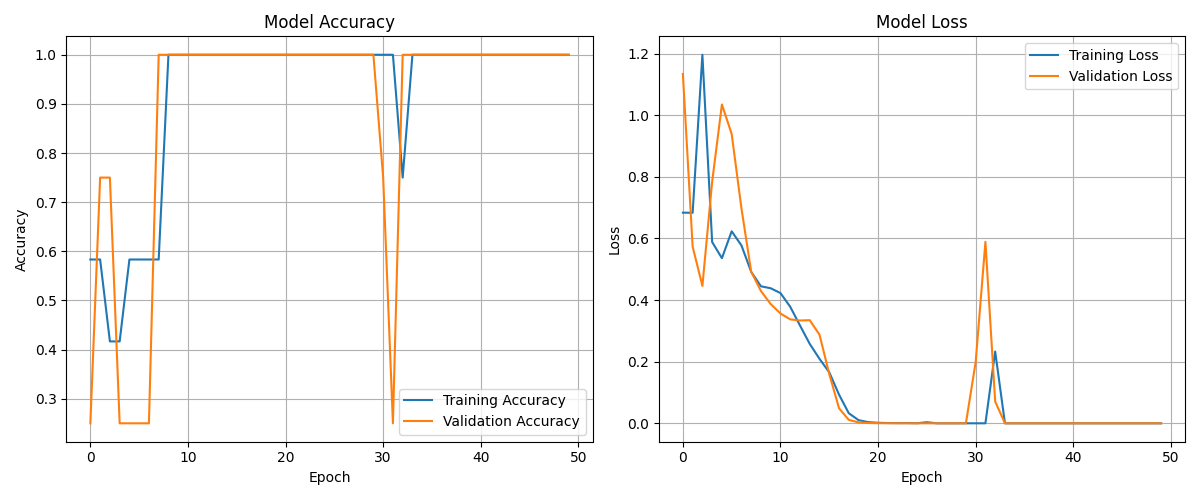 Model Accuracy
Accuracy
1.0
0.9
0.8
0.7
0.6
0.5
0.4
0.3
0 10 20 30 40 50
Epoch
Training Accuracy
Validation Accuracy
Model Loss
Loss
1.2
1.0
0.8
0.6
0.4
0.2
0.0
0 10 20 30 40 50
Epoch
Training Loss
Validation Loss